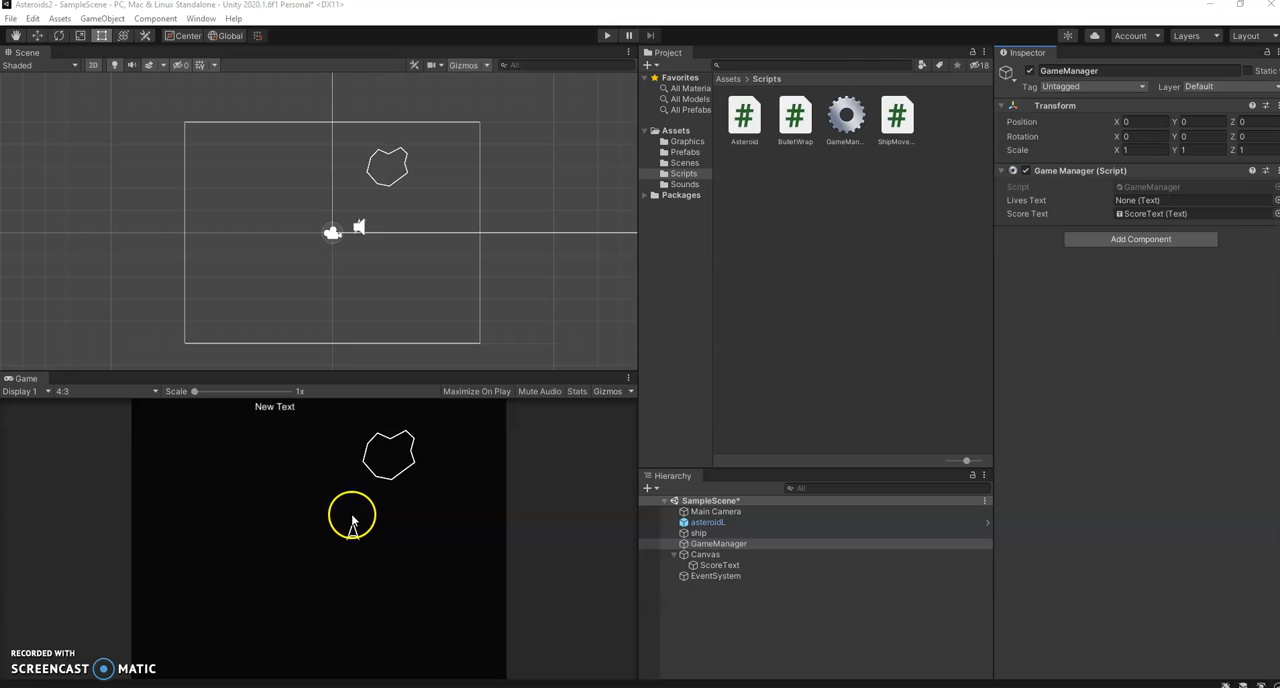 Asteroids2 - SampleScene - PC, Mac & Linux Standalone - Unity 2020.1.6f1 Personal* <DX11>
File Edit Assets GameObject Component Window Help
Center Global
Account Layers Layout
Scene
Shaded 2D 0 Gizmos All
Game
Display 1 4:3 Scale 1x Maximize On Play Mute Audio Stats Gizmos
New Text
RECORDED WITH
SCREENCAST MATIC
Project
18
Favorites
All Materia
All Models
All Prefabs
Assets
Graphics
Prefabs
Scenes
Scripts
Sounds
Packages
Assets Scripts
Asteroid BulletWrap GameMan... ShipMove...
Hierarchy
All
SampleScene*
Main Camera
asteroidL
ship
GameManager
Canvas
ScoreText
EventSystem
Inspector
GameManager Static
Tag Untagged Layer Default
Transform
Position X 0 Y 0 Z 0
Rotation X 0 Y 0 Z 0
Scale X 1 Y 1 Z 1
Game Manager (Script)
Script GameManager
Lives Text None (Text)
Score Text ScoreText (Text)
Add Component